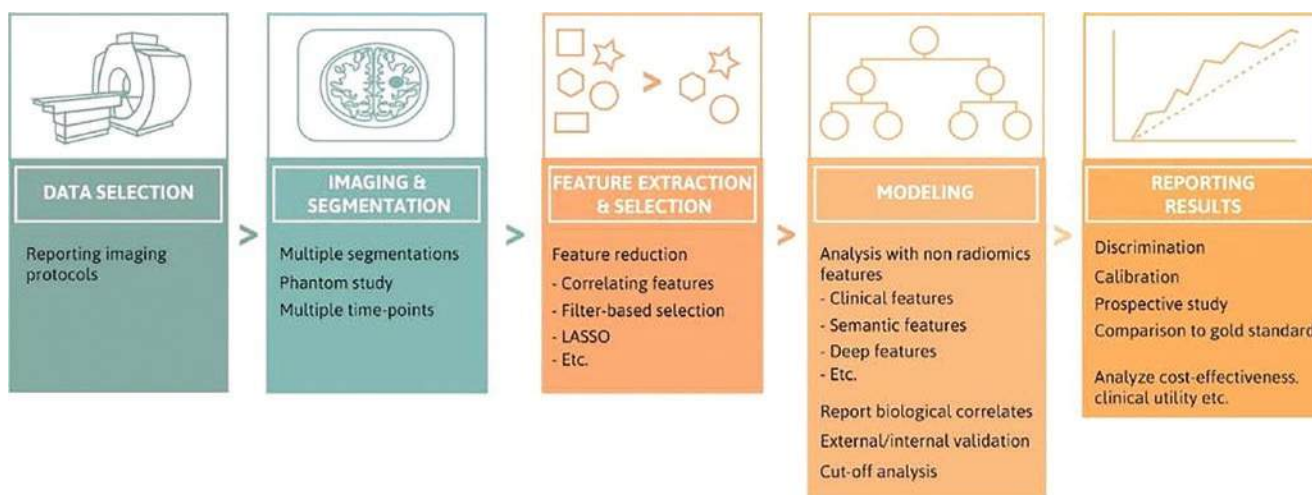 DATA SELECTION
Reporting imaging
protocols
>
IMAGING &
SEGMENTATION
Multiple segmentations
Phantom study
Multiple time-points
>
>
FEATURE EXTRACTION
& SELECTION
Feature reduction
- Correlating features
- Filter-based selection
- LASSO
- Etc.
>
MODELING
Analysis with non radiomics
features
- Clinical features
- Semantic features
- Deep features
- Etc.
Report biological correlates
External/internal validation
Cut-off analysis
>
REPORTING
RESULTS
Discrimination
Calibration
Prospective study
Comparison to gold standard
Analyze cost-effectiveness.
clinical utility etc.